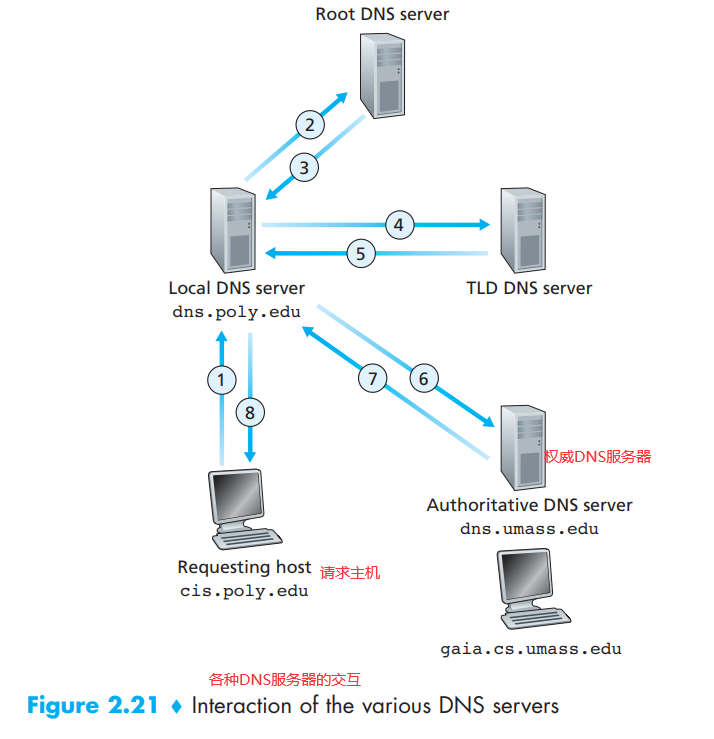 Root DNS server
2
3
4
5
Local DNS server
dns.poly.edu
TLD DNS server
1
8
7
6
权威DNS服务器
Authoritative DNS server
dns.umass.edu
Requesting host 请求主机
cis.poly.edu
gaia.cs.umass.edu
各种DNS服务器的交互
Figure 2.21 ♦ Interaction of the various DNS servers